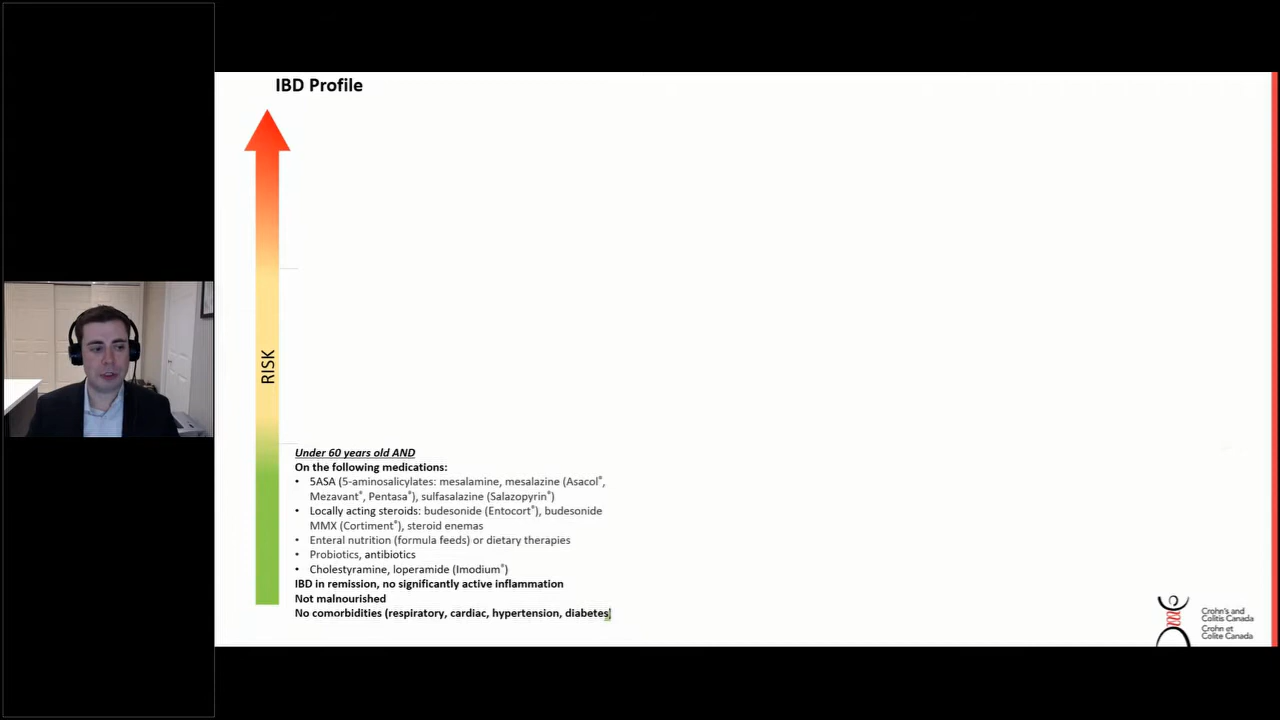 IBD Profile
RISK
Under 60 years old AND
On the following medications:
• 5ASA (5-aminosalicylates: mesalamine, mesalazine (Asacol®,
Mezavant®, Pentasa®), sulfasalazine (Salazopyrin®)
• Locally acting steroids: budesonide (Entocort®), budesonide
MMX (Cortiment®), steroid enemas
• Enteral nutrition (formula feeds) or dietary therapies
• Probiotics, antibiotics
• Cholestyramine, loperamide (Imodium®)
IBD in remission, no significantly active inflammation
Not malnourished
No comorbidities (respiratory, cardiac, hypertension, diabetes)
Crohn's and
Colitis Canada
Crohn et
Colite Canada